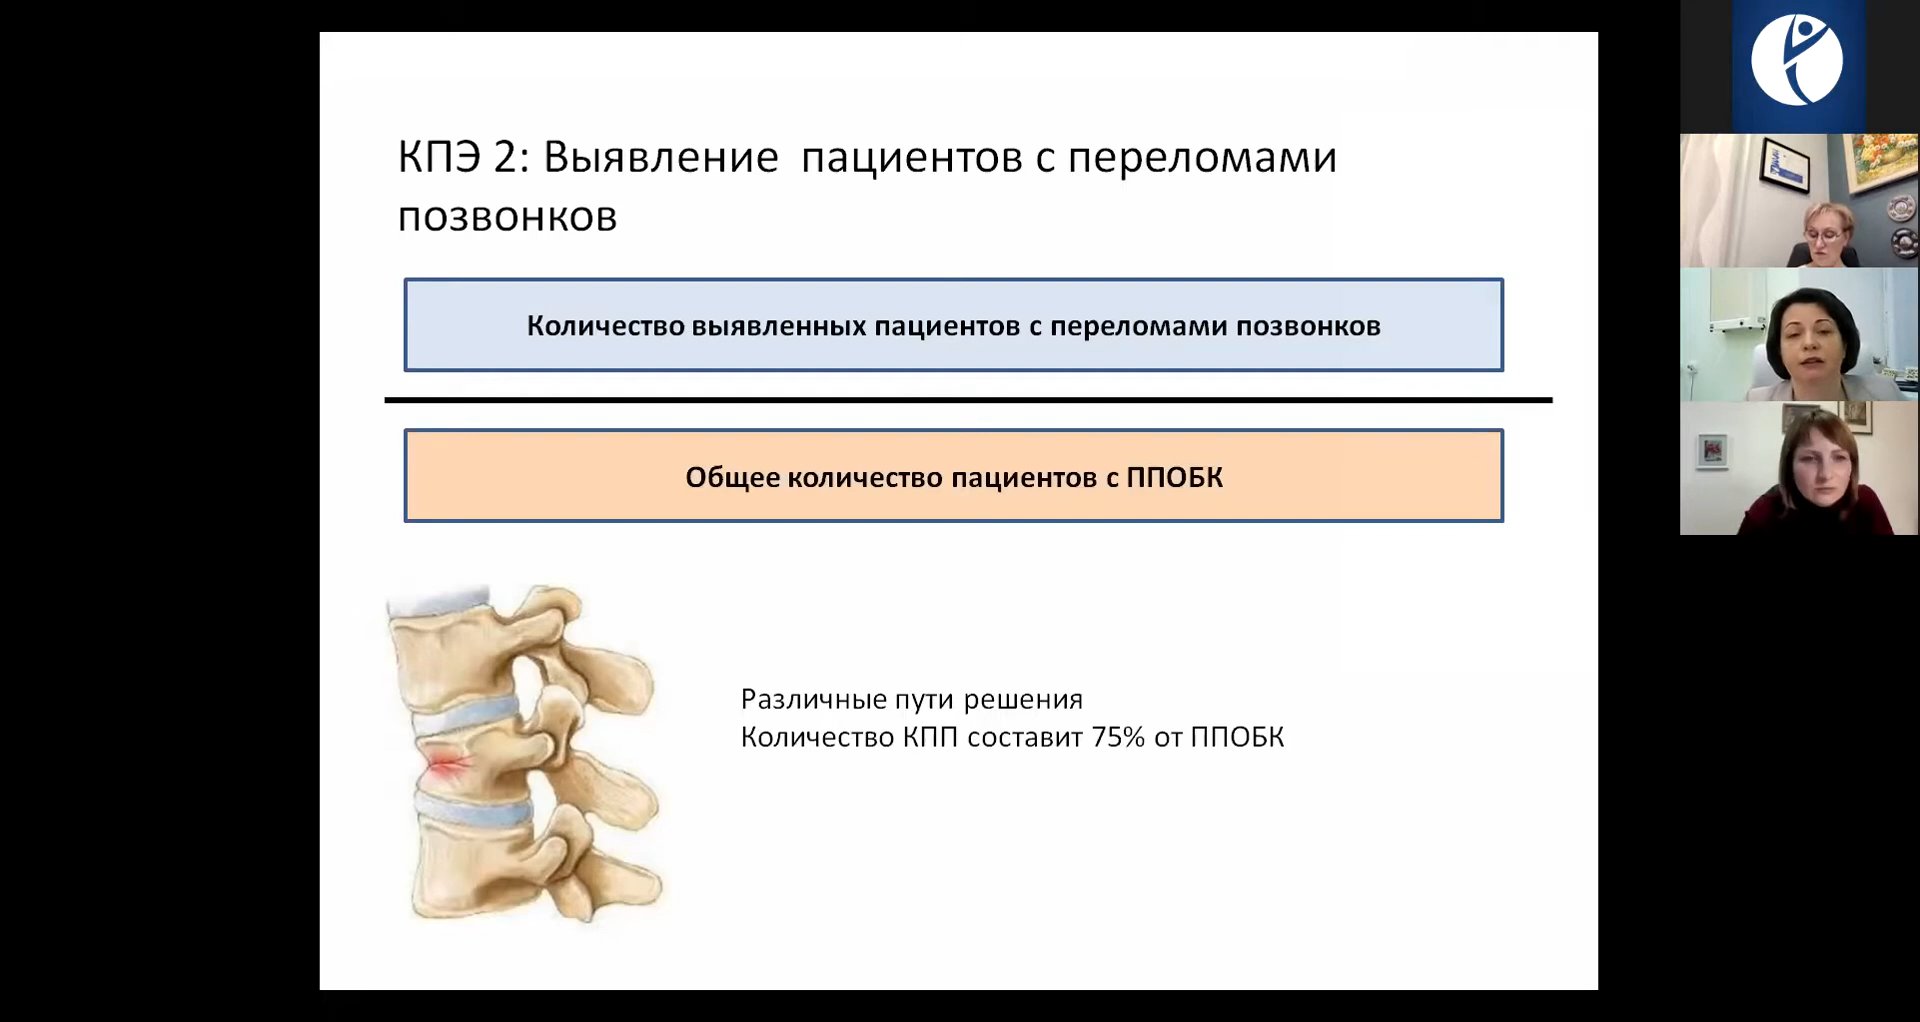 КПЭ 2: Выявление пациентов с переломами
позвонков
Количество выявленных пациентов с переломами позвонков
Общее количество пациентов с ППОБК
Различные пути решения
Количество КПП составит 75% от ППОБК